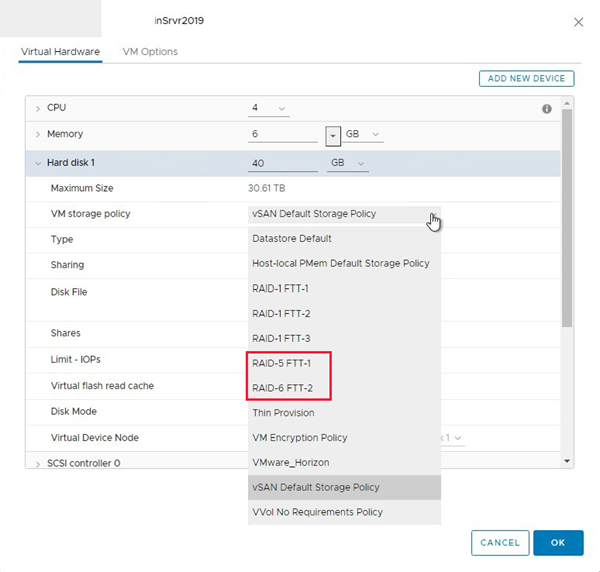 inSrvr2019
Virtual Hardware VM Options
ADD NEW DEVICE
CPU 4
Memory 6 GB
Hard disk 1 40 GB
Maximum Size 30.61 TB
VM storage policy vSAN Default Storage Policy
Type Datastore Default
Sharing Host-local PMem Default Storage Policy
Disk File RAID-1 FTT-1
RAID-1 FTT-2
Shares RAID-1 FTT-3
Limit - IOPs RAID-5 FTT-1
Virtual flash read cache RAID-6 FTT-2
Disk Mode Thin Provision
Virtual Device Node VM Encryption Policy 1
SCSI controller 0 VMware_Horizon
vSAN Default Storage Policy
VVol No Requirements Policy
CANCEL OK